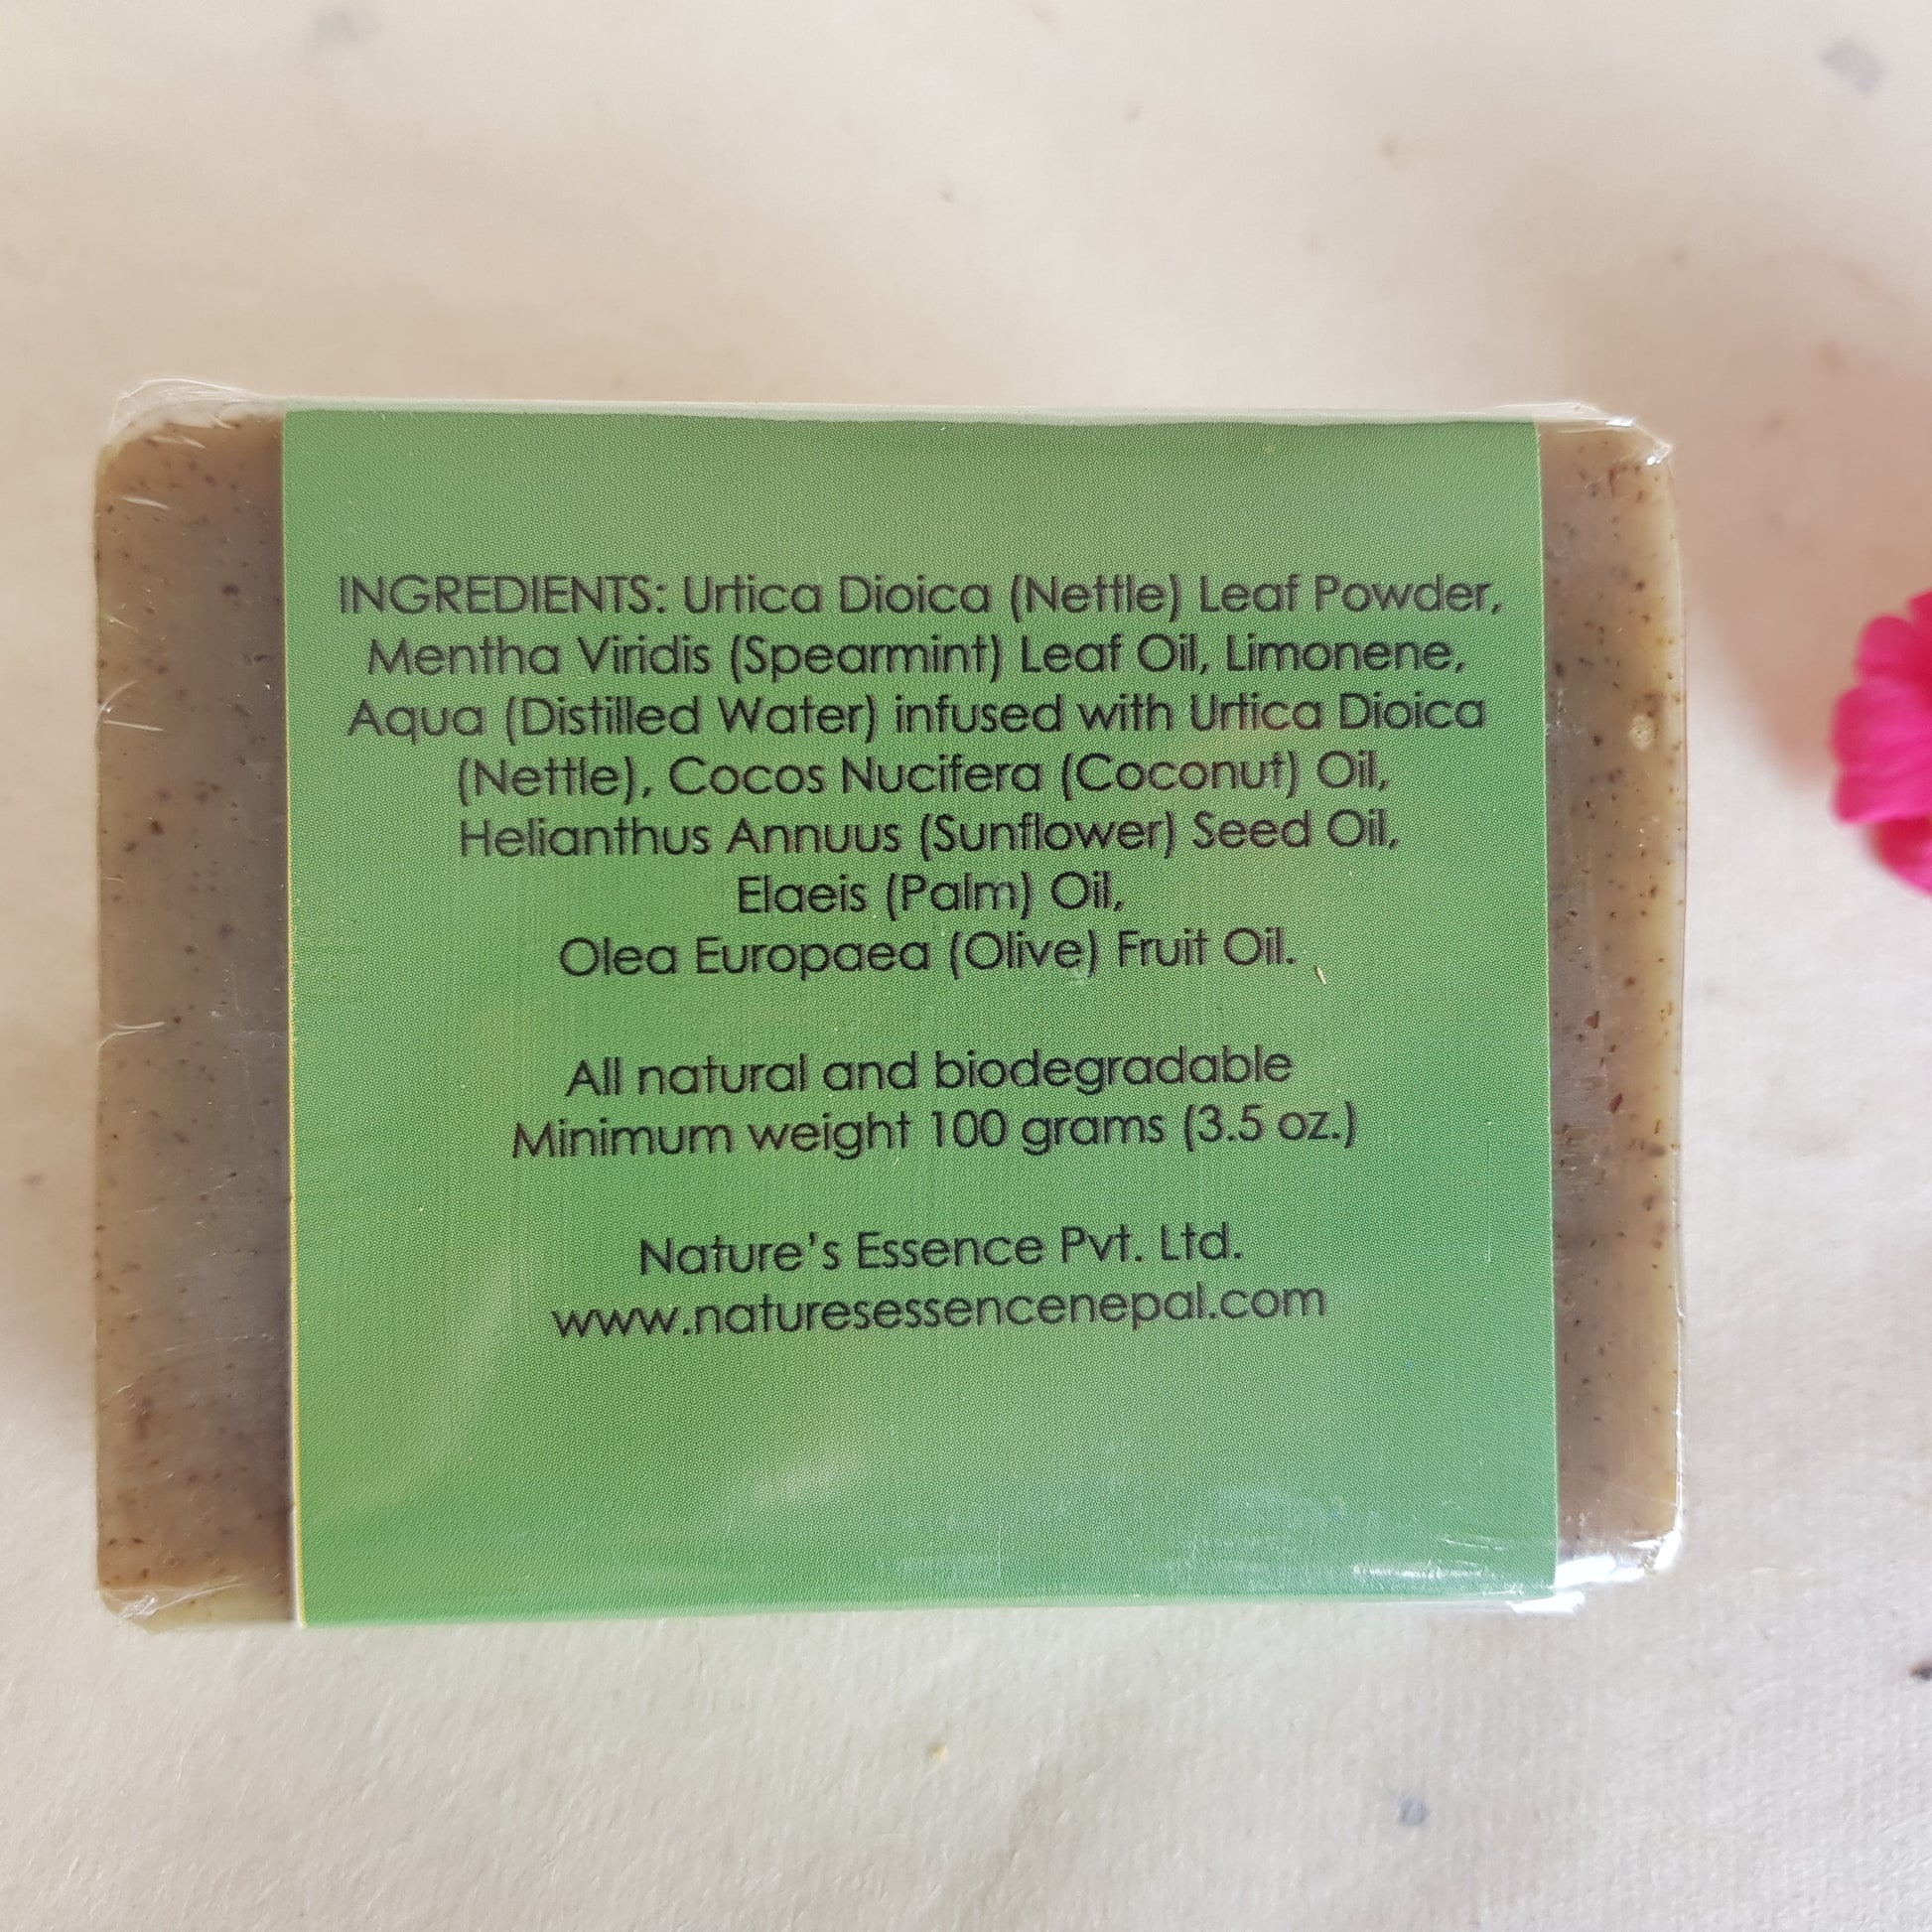 INGREDIENTS: Urtica Dioica (Nettle) Leaf Powder,
Mentha Viridis (Spearmint) Leaf Oil, Limonene,
Aqua (Distilled Water) infused with Urtica Dioica
(Nettle), Cocos Nucifera (Coconut) Oil,
Helianthus Annuus (Sunflower) Seed Oil,
Elaeis (Palm) Oil,
Olea Europaea (Olive) Fruit Oil.
All natural and biodegradable
Minimum weight 100 grams (3.5 oz.)
Nature's Essence Pvt. Ltd.
www.naturesessencenepal.com